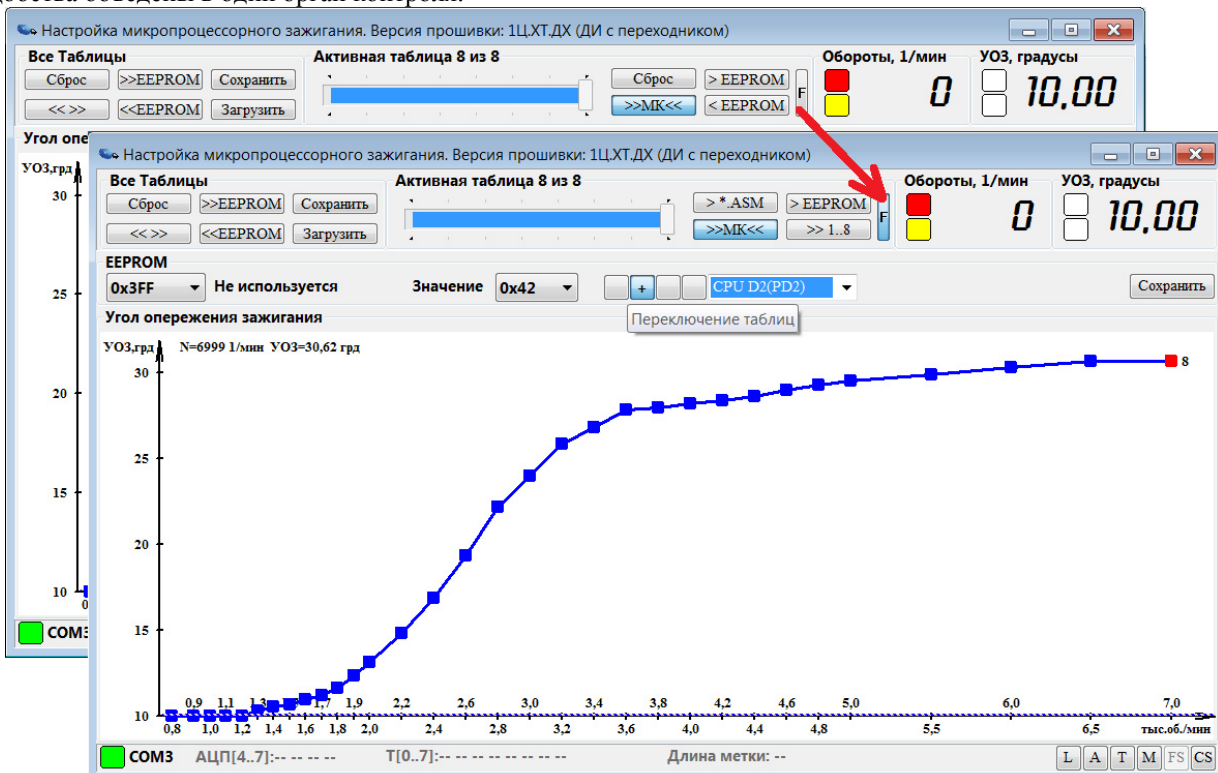 обства объедены в один орган контроля.
Настройка микропроцессорного зажигания. Версия прошивки: 1Ц.ХТ.ДХ (ДИ с переходником)
Все Таблицы
Активная таблица 8 из 8
Обороты, 1/мин
УОЗ, градусы
Сброс >>EEPROM Сохранить
Сброс > EEPROM F
0
10,00
<< >> <<EEPROM Загрузить
>>МК<< < EEPROM
Угол опе
УОЗ,грд
30
25
20
15
10
0
COM3
Настройка микропроцессорного зажигания. Версия прошивки: 1Ц.ХТ.ДХ (ДИ с переходником)
Все Таблицы
Активная таблица 8 из 8
Обороты, 1/мин
УОЗ, градусы
Сброс >>EEPROM Сохранить
> *.ASM > EEPROM F
0
10,00
<< >> <<EEPROM Загрузить
>>МК<< >> 1..8
EEPROM
0x3FF Не используется Значение 0x42 + CPU D2(PD2) Сохранить
Переключение таблиц
Угол опережения зажигания
УОЗ,грд N=6999 1/мин УОЗ=30,62 грд
30
8
25
20
15
10
0,9 1,1 1,3 1,7 1,9 2,2 2,6 3,0 3,4 3,8 4,2 4,6 5,0 6,0 7,0
0,8 1,0 1,2 1,4 1,6 1,8 2,0 2,4 2,8 3,2 3,6 4,0 4,4 4,8 5,5 6,5 тыс.об./мин
COM3 АЦП[4..7]:-- -- -- -- T[0..7]:-- -- -- -- -- -- -- -- Длина метки: -- L A T M FS CS